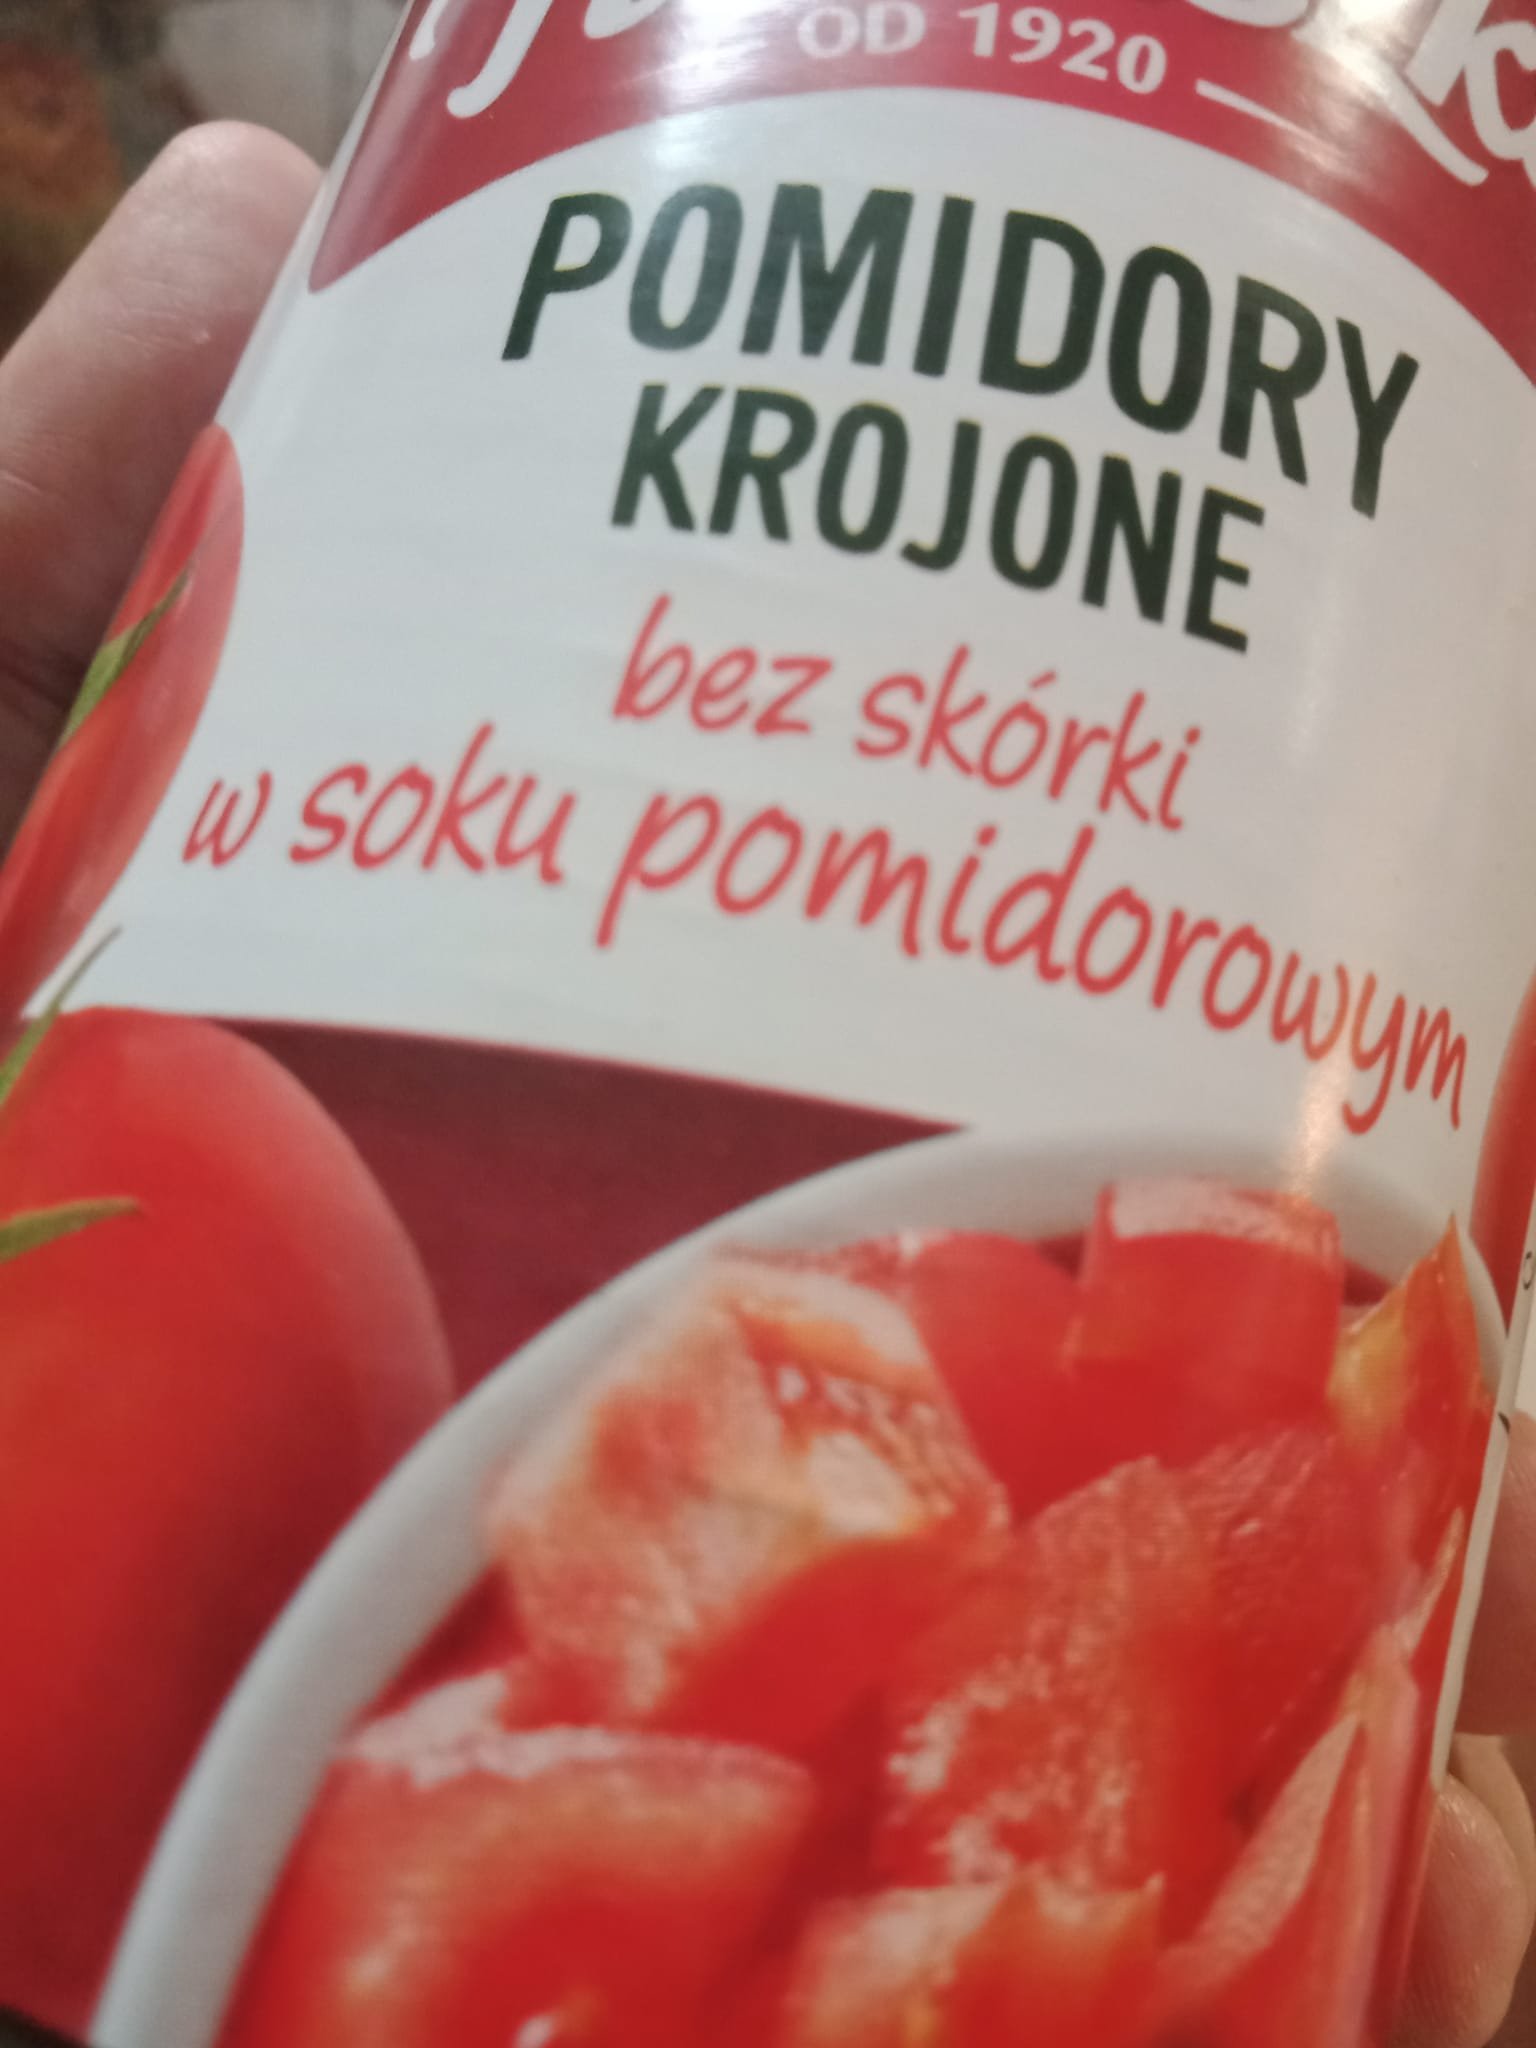 OD 1920
POMIDORY
KROJONE
bez skórki
w soku pomidorowym